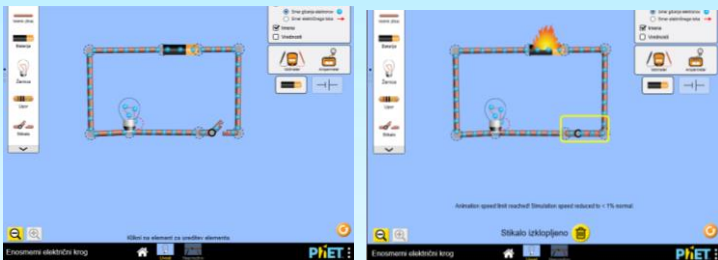 Smer gibanja elektronov
Smer električnega toka
Imena
Vrednosti
Baterija
Žarnica
Upor
Stikalo
Klikni na element za ureditev elementa.
Enosmerni električni krog
PhET
Smer gibanja elektronov
Smer električnega toka
Imena
Vrednosti
Baterija
Žarnica
Upor
Stikalo
Animation speed limit reached! Simulation speed reduced to < 1% normal.
Stikalo izklopljeno
Enosmerni električni krog
PhET